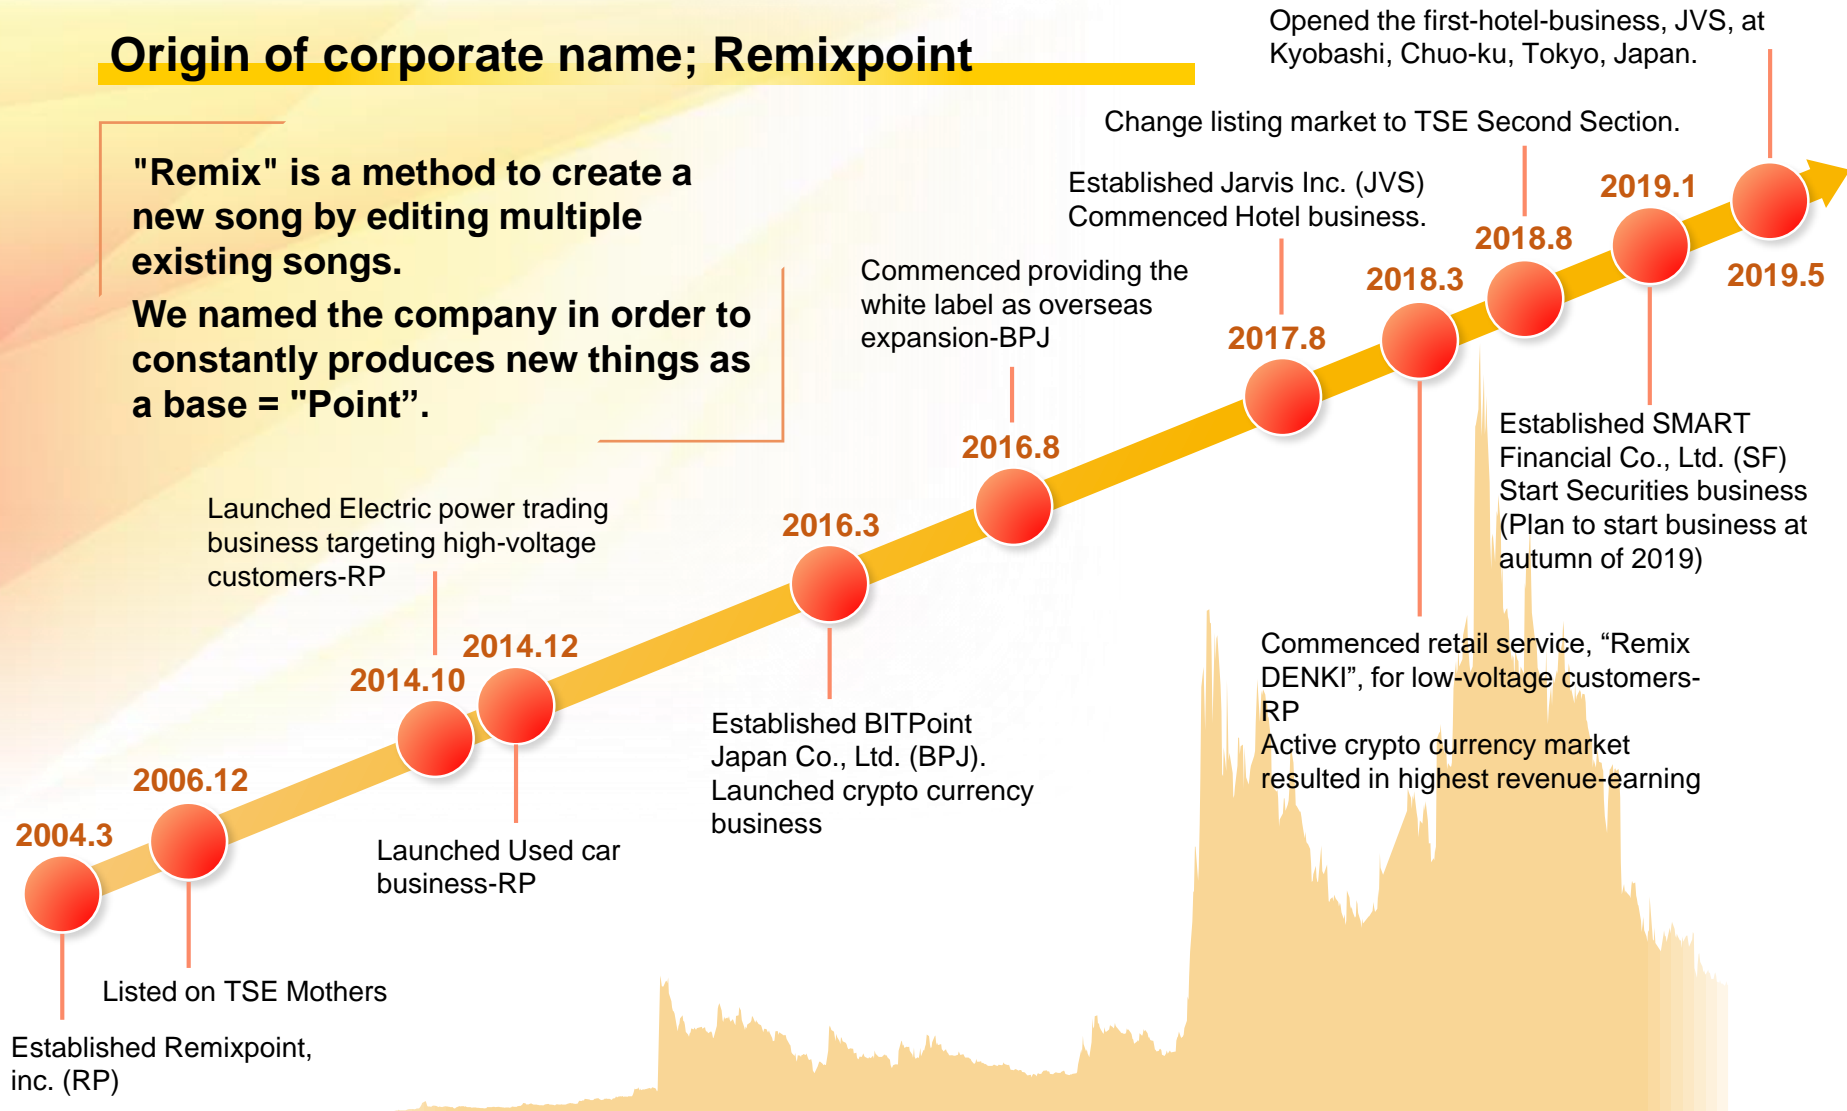 Origin of corporate name; Remixpoint
"Remix" is a method to create a
new song by editing multiple
existing songs.
We named the company in order to
constantly produces new things as
a base = "Point”.
2004.3
Established Remixpoint,
inc. (RP)
2006.12
Listed on TSE Mothers
Launched Electric power trading
business targeting high-voltage
customers-RP
2014.10
2014.12
Launched Used car
business-RP
2016.3
Established BITPoint
Japan Co., Ltd. (BPJ).
Launched crypto currency
business
Commenced providing the
white label as overseas
expansion-BPJ
2016.8
Established Jarvis Inc. (JVS)
Commenced Hotel business.
2017.8
2018.3
Commenced retail service, “Remix
DENKI”, for low-voltage customers-
RP
Active crypto currency market
resulted in highest revenue-earning
Change listing market to TSE Second Section.
2018.8
2019.1
Established SMART
Financial Co., Ltd. (SF)
Start Securities business
(Plan to start business at
autumn of 2019)
Opened the first-hotel-business, JVS, at
Kyobashi, Chuo-ku, Tokyo, Japan.
2019.5